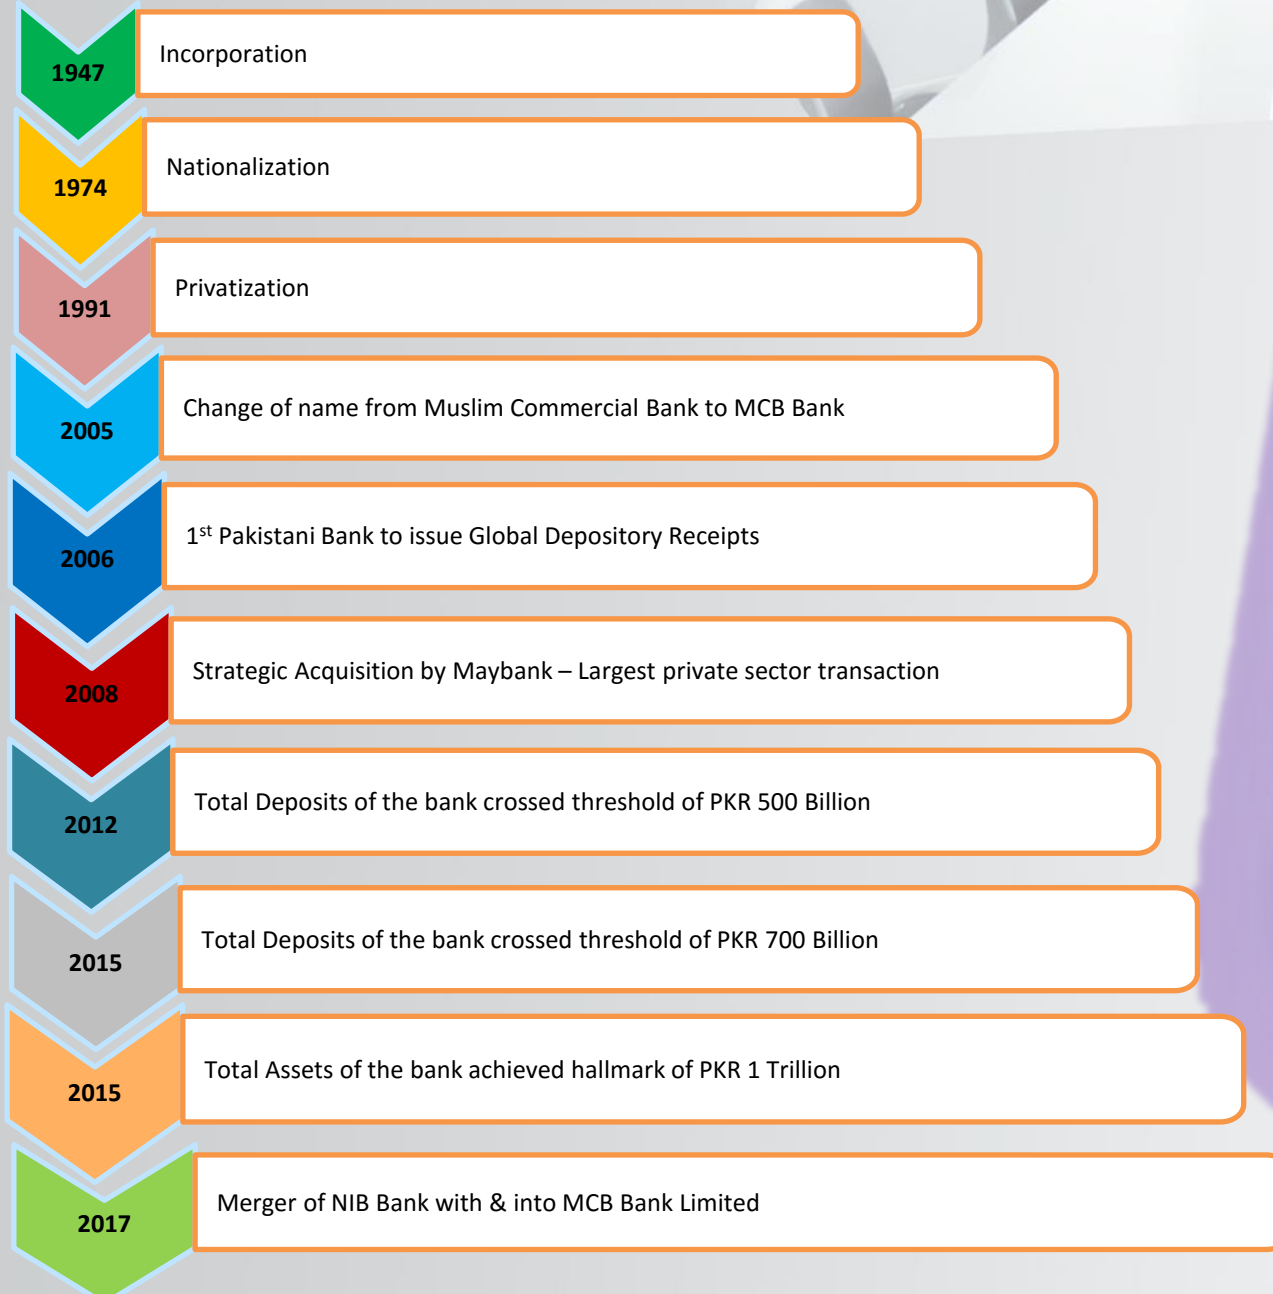 1947
Incorporation
1974
Nationalization
1991
Privatization
2005
Change of name from Muslim Commercial Bank to MCB Bank
2006
1st Pakistani Bank to issue Global Depository Receipts
2008
Strategic Acquisition by Maybank – Largest private sector transaction
2012
Total Deposits of the bank crossed threshold of PKR 500 Billion
2015
Total Deposits of the bank crossed threshold of PKR 700 Billion
2015
Total Assets of the bank achieved hallmark of PKR 1 Trillion
2017
Merger of NIB Bank with & into MCB Bank Limited